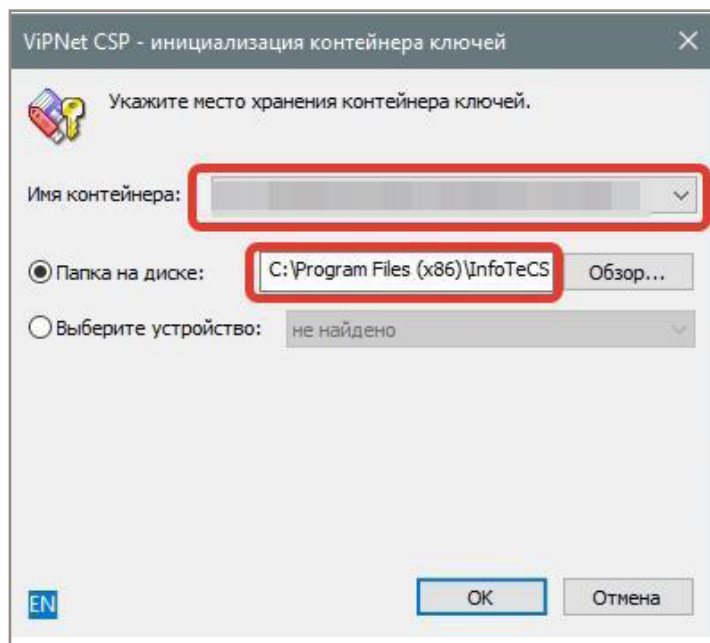 ViPNet CSP - инициализация контейнера ключей
Укажите место хранения контейнера ключей.
Имя контейнера:
Папка на диске: C:\Program Files (x86)\InfoTeCS Обзор...
Выберите устройство: не найдено
EN OK Отмена